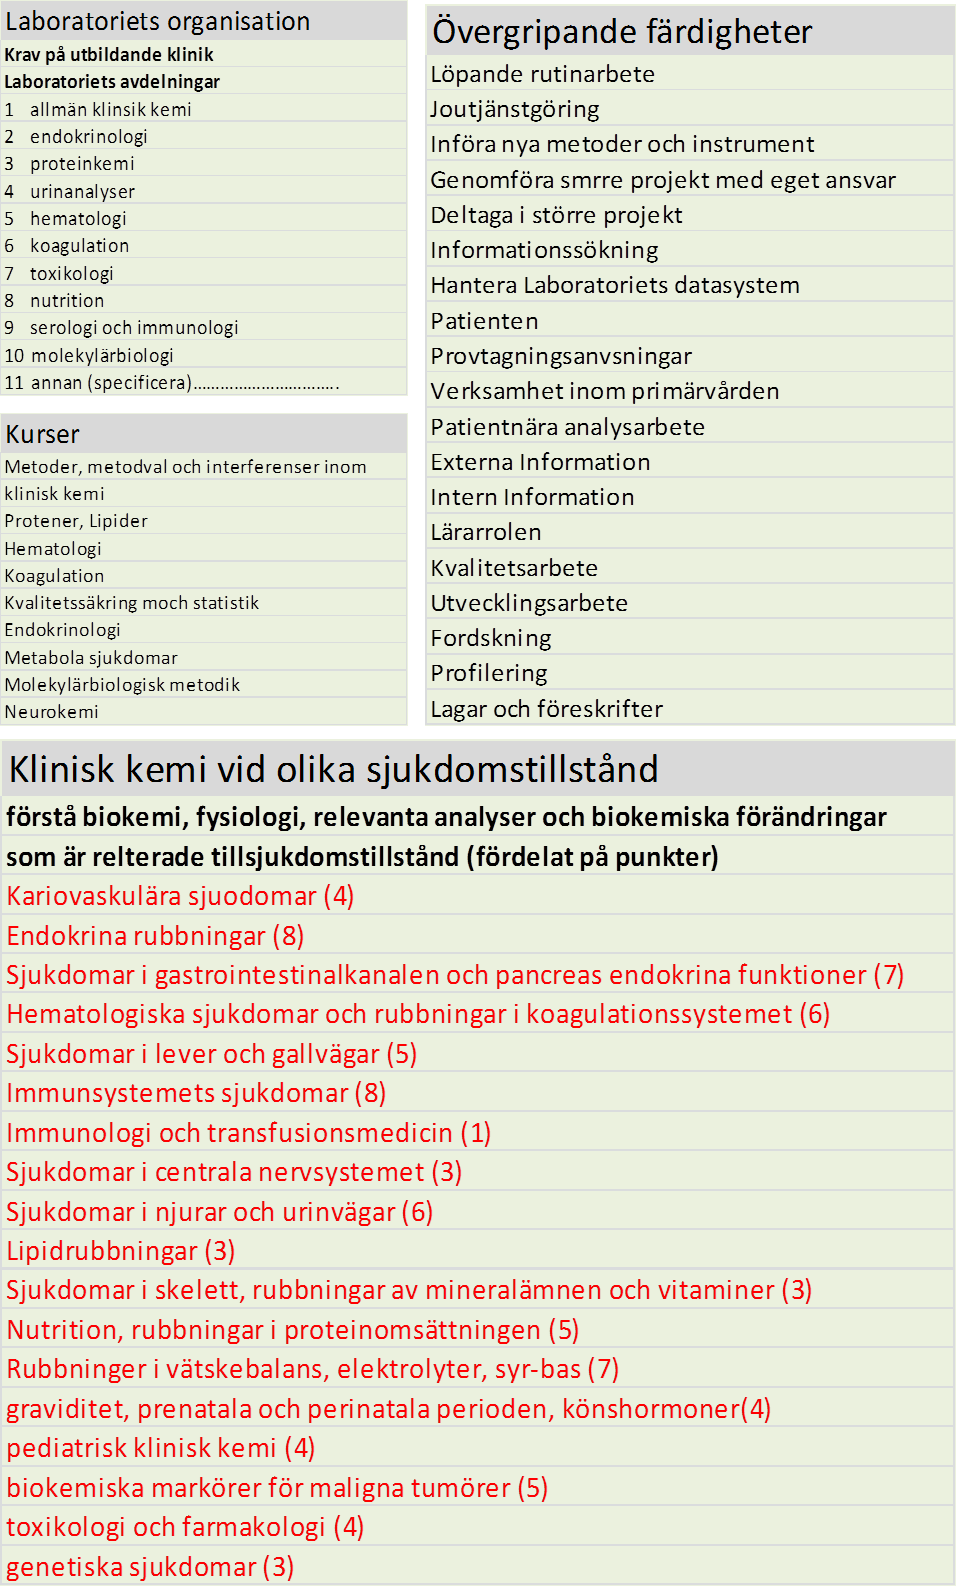 Laboratoriets organisation
Krav på utbildande klinik
Laboratoriets avdelningar
1 allmän klinsik kemi
2 endokrinologi
3 proteinkemi
4 urinanalyser
5 hematologi
6 koagulation
7 toxikologi
8 nutrition
9 serologi och immunologi
10 molekylärbiologi
11 annan (specificera)………………………….
Kurser
Metoder, metodval och interferenser inom
klinisk kemi
Protener, Lipider
Hematologi
Koagulation
Kvalitetssäkring moch statistik
Endokrinologi
Metabola sjukdomar
Molekylärbiologisk metodik
Neurokemi
Övergripande färdigheter
Löpande rutinarbete
Joutjänstgöring
Införa nya metoder och instrument
Genomföra smrre projekt med eget ansvar
Deltaga i större projekt
Informationssökning
Hantera Laboratoriets datasystem
Patienten
Provtagningsanvsningar
Verksamhet inom primärvården
Patientnära analysarbete
Externa Information
Intern Information
Lärarrolen
Kvalitetsarbete
Utvecklingsarbete
Fordskning
Profilering
Lagar och föreskrifter
Klinisk kemi vid olika sjukdomstillstånd
förstå biokemi, fysiologi, relevanta analyser och biokemiska förändringar
som är relterade tillsjukdomstillstånd (fördelat på punkter)
Kariovaskulära sjuodomar (4)
Endokrina rubbningar (8)
Sjukdomar i gastrointestinalkanalen och pancreas endokrina funktioner (7)
Hematologiska sjukdomar och rubbningar i koagulationssystemet (6)
Sjukdomar i lever och gallvägar (5)
Immunsystemets sjukdomar (8)
Immunologi och transfusionsmedicin (1)
Sjukdomar i centrala nervsystemet (3)
Sjukdomar i njurar och urinvägar (6)
Lipidrubbningar (3)
Sjukdomar i skelett, rubbningar av mineralämnen och vitaminer (3)
Nutrition, rubbningar i proteinomsättningen (5)
Rubbninger i vätskebalans, elektrolyter, syr-bas (7)
graviditet, prenatala och perinatala perioden, könshormoner(4)
pediatrisk klinisk kemi (4)
biokemiska markörer för maligna tumörer (5)
toxikologi och farmakologi (4)
genetiska sjukdomar (3)